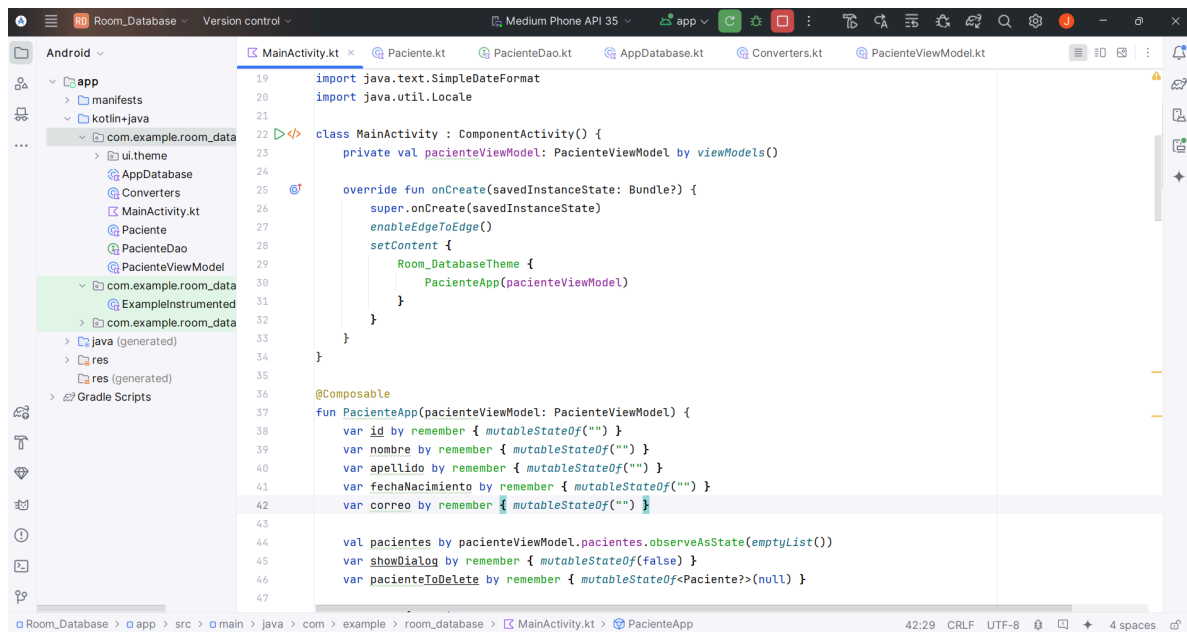 RD Room_Database Version control Medium Phone API 35 app J
Android
MainActivity.kt Paciente.kt PacienteDao.kt AppDatabase.kt Converters.kt PacienteViewModel.kt
app
manifests
kotlin+java
com.example.room_data
ui.theme
AppDatabase
Converters
MainActivity.kt
Paciente
PacienteDao
PacienteViewModel
com.example.room_data
ExampleInstrumented
com.example.room_data
java (generated)
res
res (generated)
Gradle Scripts
19 import java.text.SimpleDateFormat
20 import java.util.Locale
21
22 class MainActivity : ComponentActivity() {
23 private val pacienteViewModel: PacienteViewModel by viewModels()
24
25 override fun onCreate(savedInstanceState: Bundle?) {
26 super.onCreate(savedInstanceState)
27 enableEdgeToEdge()
28 setContent {
29 Room_DatabaseTheme {
30 PacienteApp(pacienteViewModel)
31 }
32 }
33 }
34 }
35
36 @Composable
37 fun PacienteApp(pacienteViewModel: PacienteViewModel) {
38 var id by remember { mutableStateOf("") }
39 var nombre by remember { mutableStateOf("") }
40 var apellido by remember { mutableStateOf("") }
41 var fechaNacimiento by remember { mutableStateOf("") }
42 var correo by remember { mutableStateOf("") }
43
44 val pacientes by pacienteViewModel.pacientes.observeAsState(emptyList())
45 var showDialog by remember { mutableStateOf(false) }
46 var pacienteToDelete by remember { mutableStateOf<Paciente?>(null) }
47
Room_Database > app > src > main > java > com > example > room_database > MainActivity.kt > PacienteApp 42:29 CRLF UTF-8 4 spaces